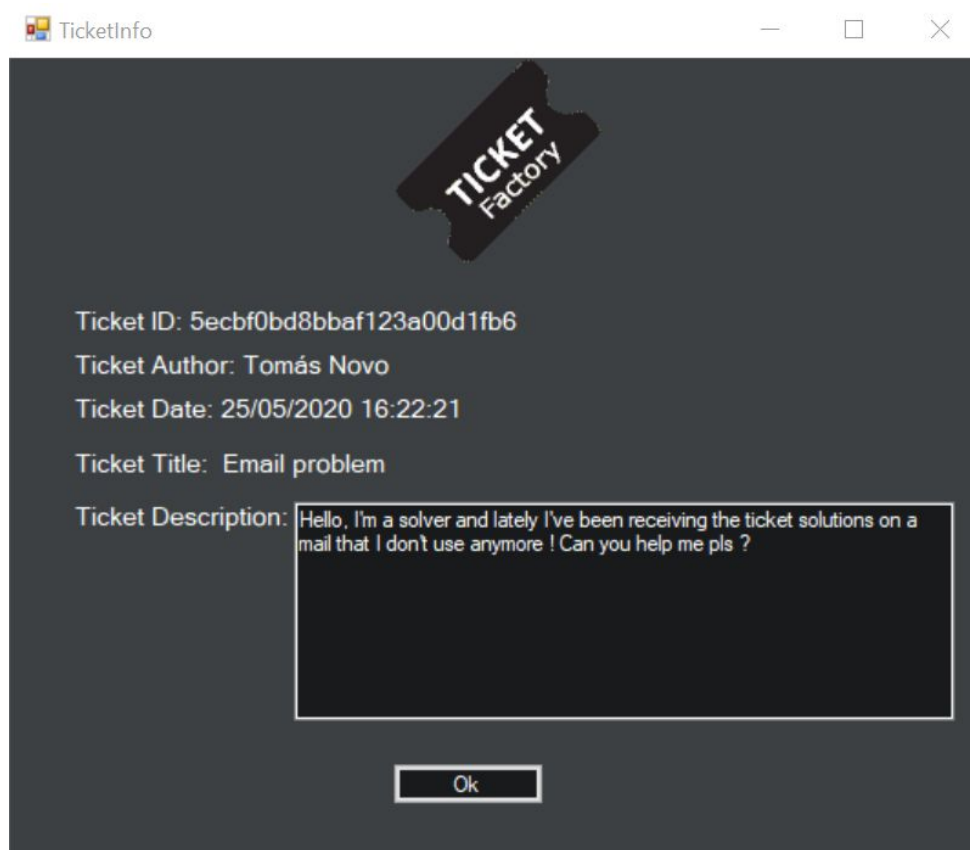 TicketInfo
TICKET
Factory
Ticket ID: 5ecbf0bd8bbaf123a00d1fb6
Ticket Author: Tomás Novo
Ticket Date: 25/05/2020 16:22:21
Ticket Title:  Email problem
Ticket Description:
Hello, I'm a solver and lately I've been receiving the ticket solutions on a
mail that I don't use anymore ! Can you help me pls ?
Ok